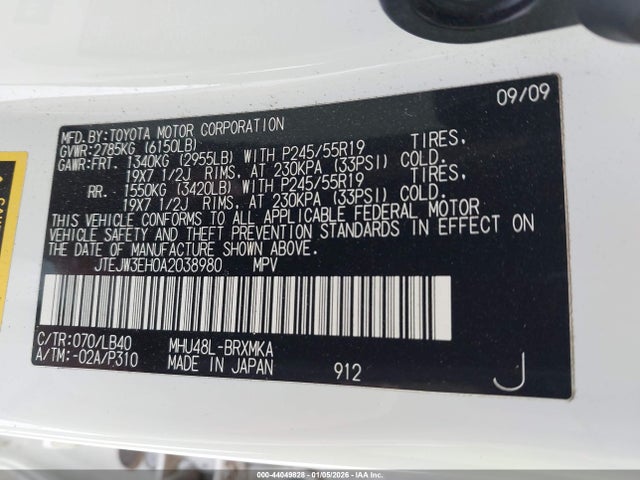 09/09
MFD.BY:TOYOTA MOTOR CORPORATION
GVWR:2785KG (6150LB)
GAWR:FRT. 1340KG (2955LB) WITH P245/55R19 TIRES,
19X7 1/2J RIMS, AT 230KPA (33PSI) COLD.
RR. 1550KG (3420LB) WITH P245/55R19 TIRES,
19X7 1/2J RIMS, AT 230KPA (33PSI) COLD.
THIS VEHICLE CONFORMS TO ALL APPLICABLE FEDERAL MOTOR
VEHICLE SAFETY AND THEFT PREVENTION STANDARDS IN EFFECT ON
THE DATE OF MANUFACTURE SHOWN ABOVE.
JTEJW3EH0A2038980 MPV
C/TR:070/LB40 MHU48L-BRXMKA
A/TM:-02A/P310 MADE IN JAPAN 912 J
000-44049828 - 01/05/2026 - IAA Inc.